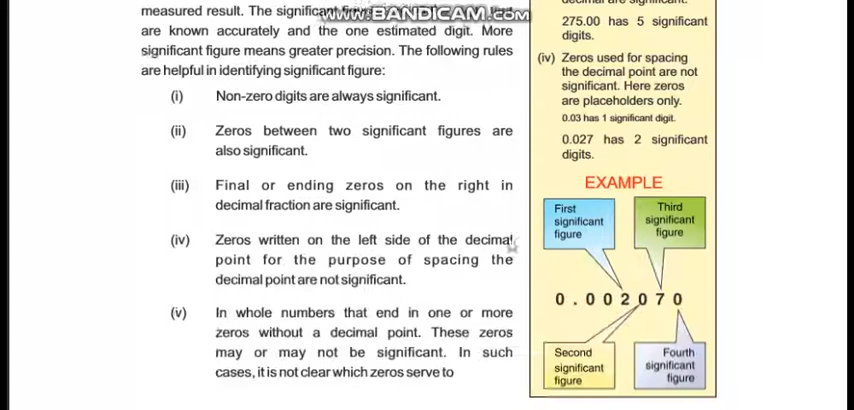 measured result. The significant
www.BANDICAM.com
are known accurately and the one estimated digit. More
significant figure means greater precision. The following rules
are helpful in identifying significant figure:
(i) Non-zero digits are always significant.
(ii) Zeros between two significant figures are
also significant.
(iii) Final or ending zeros on the right in
decimal fraction are significant.
(iv) Zeros written on the left side of the decimal
point for the purpose of spacing the
decimal point are not significant.
(v) In whole numbers that end in one or more
zeros without a decimal point. These zeros
may or may not be significant. In such
cases, it is not clear which zeros serve to
decimal are significant.
275.00 has 5 significant
digits.
(iv) Zeros used for spacing
the decimal point are not
significant. Here zeros
are placeholders only.
0.03 has 1 significant digit.
0.027 has 2 significant
digits.
EXAMPLE
First
significant
figure
Third
significant
figure
0.002070
Second
significant
figure
Fourth
significant
figure